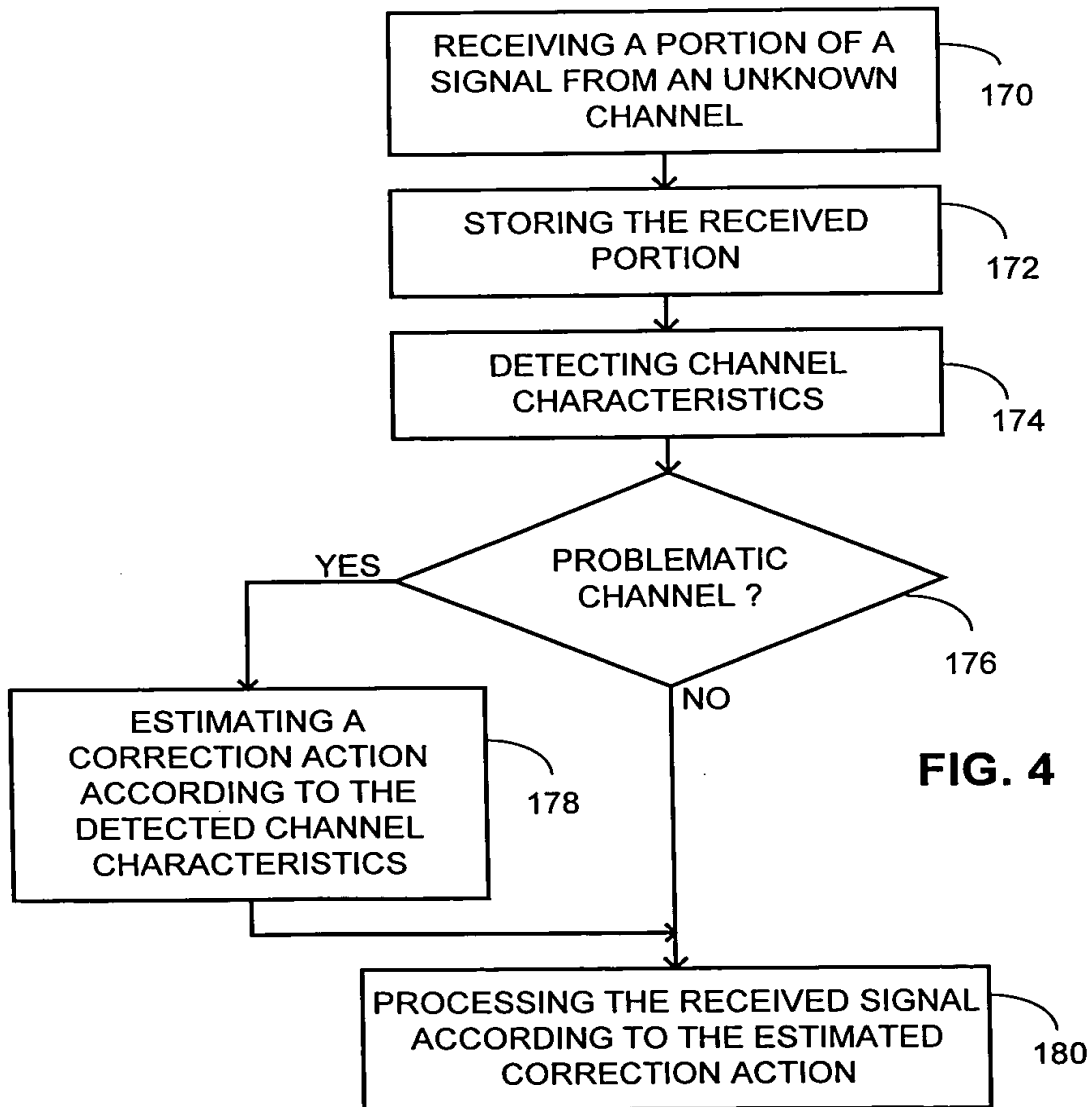 RECEIVING A PORTION OF A
SIGNAL FROM AN UNKNOWN
CHANNEL
170
STORING THE RECEIVED
PORTION
172
DETECTING CHANNEL
CHARACTERISTICS
174
YES
PROBLEMATIC
CHANNEL ?
176
NO
ESTIMATING A
CORRECTION ACTION
ACCORDING TO THE
DETECTED CHANNEL
CHARACTERISTICS
178
FIG. 4
PROCESSING THE RECEIVED SIGNAL
ACCORDING TO THE ESTIMATED
CORRECTION ACTION
180